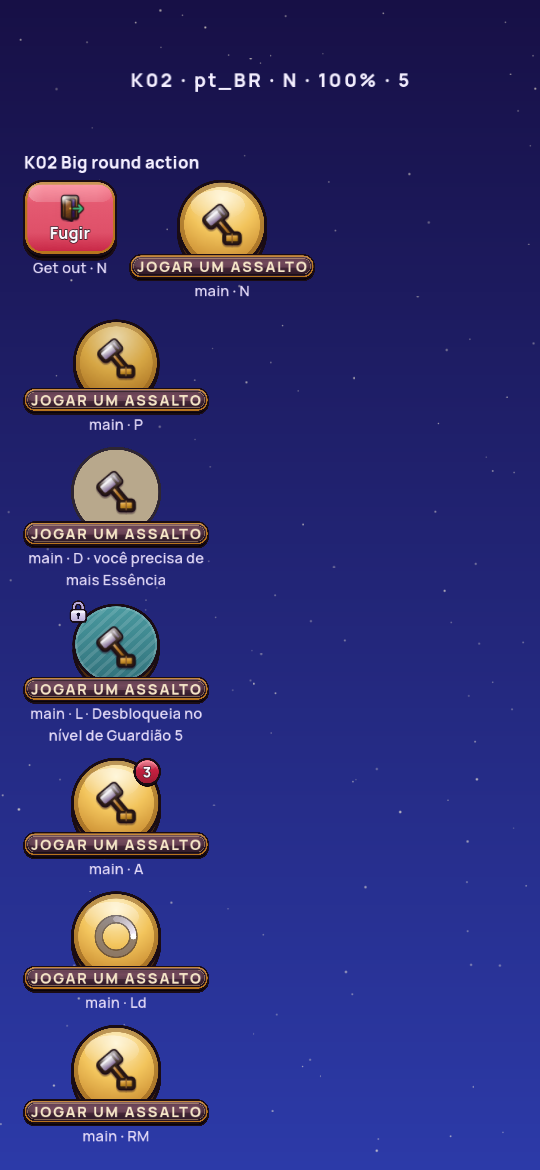 K02 · pt_BR · N · 100% · 5
K02 Big round action
Fugir
Get out · N
JOGAR UM ASSALTO
main · N
JOGAR UM ASSALTO
main · P
JOGAR UM ASSALTO
main · D · você precisa de
mais Essência
JOGAR UM ASSALTO
main · L · Desbloqueia no
nível de Guardião 5
3
JOGAR UM ASSALTO
main · A
JOGAR UM ASSALTO
main · Ld
JOGAR UM ASSALTO
main · RM